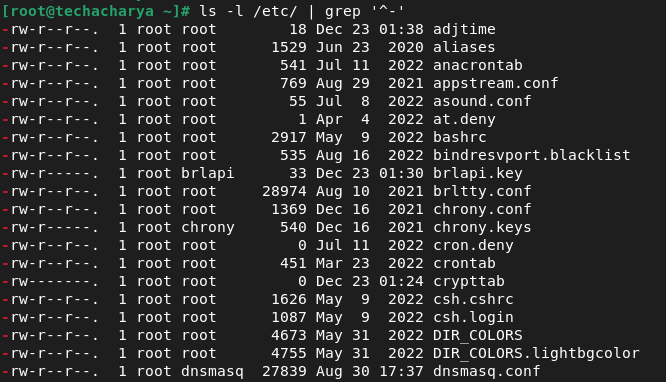 [root@techacharya ~]# ls -l /etc/ | grep '^-'
-rw-r--r--.  1 root root       18 Dec 23 01:38 adjtime
-rw-r--r--.  1 root root     1529 Jun 23  2020 aliases
-rw-r--r--.  1 root root      541 Jul 11  2022 anacrontab
-rw-r--r--.  1 root root      769 Aug 29  2021 appstream.conf
-rw-r--r--.  1 root root       55 Jul  8  2022 asound.conf
-rw-r--r--.  1 root root        1 Apr  4  2022 at.deny
-rw-r--r--.  1 root root     2917 May  9  2022 bashrc
-rw-r--r--.  1 root root      535 Aug 16  2022 bindresvport.blacklist
-rw-r-----.  1 root brlapi     33 Dec 23 01:30 brlapi.key
-rw-r--r--.  1 root root    28974 Aug 10  2021 brltty.conf
-rw-r--r--.  1 root root     1369 Dec 16  2021 chrony.conf
-rw-r-----.  1 root chrony    540 Dec 16  2021 chrony.keys
-rw-r--r--.  1 root root        0 Jul 11  2022 cron.deny
-rw-r--r--.  1 root root      451 Mar 23  2022 crontab
-rw-------.  1 root root        0 Dec 23 01:24 crypttab
-rw-r--r--.  1 root root     1626 May  9  2022 csh.cshrc
-rw-r--r--.  1 root root     1087 May  9  2022 csh.login
-rw-r--r--.  1 root root     4673 May 31  2022 DIR_COLORS
-rw-r--r--.  1 root root     4755 May 31  2022 DIR_COLORS.lightbgcolor
-rw-r--r--.  1 root dnsmasq  27839 Aug 30 17:37 dnsmasq.conf